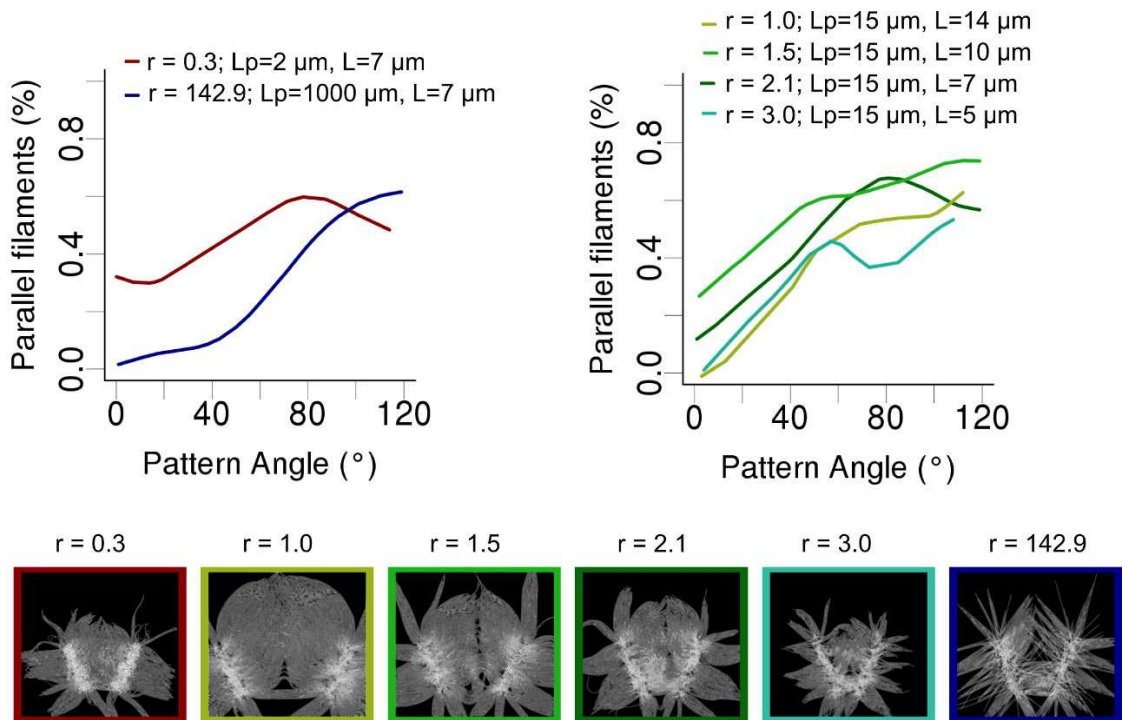 r = 0.3; Lp=2 µm, L=7 µm
r = 142.9; Lp=1000 µm, L=7 µm
Parallel filaments (%)
0.8
0.4
0.0
0 40 80 120
Pattern Angle (°)
r = 1.0; Lp=15 µm, L=14 µm
r = 1.5; Lp=15 µm, L=10 µm
r = 2.1; Lp=15 µm, L=7 µm
r = 3.0; Lp=15 µm, L=5 µm
Parallel filaments (%)
0.8
0.4
0.0
0 40 80 120
Pattern Angle (°)
r = 0.3 r = 1.0 r = 1.5 r = 2.1 r = 3.0 r = 142.9